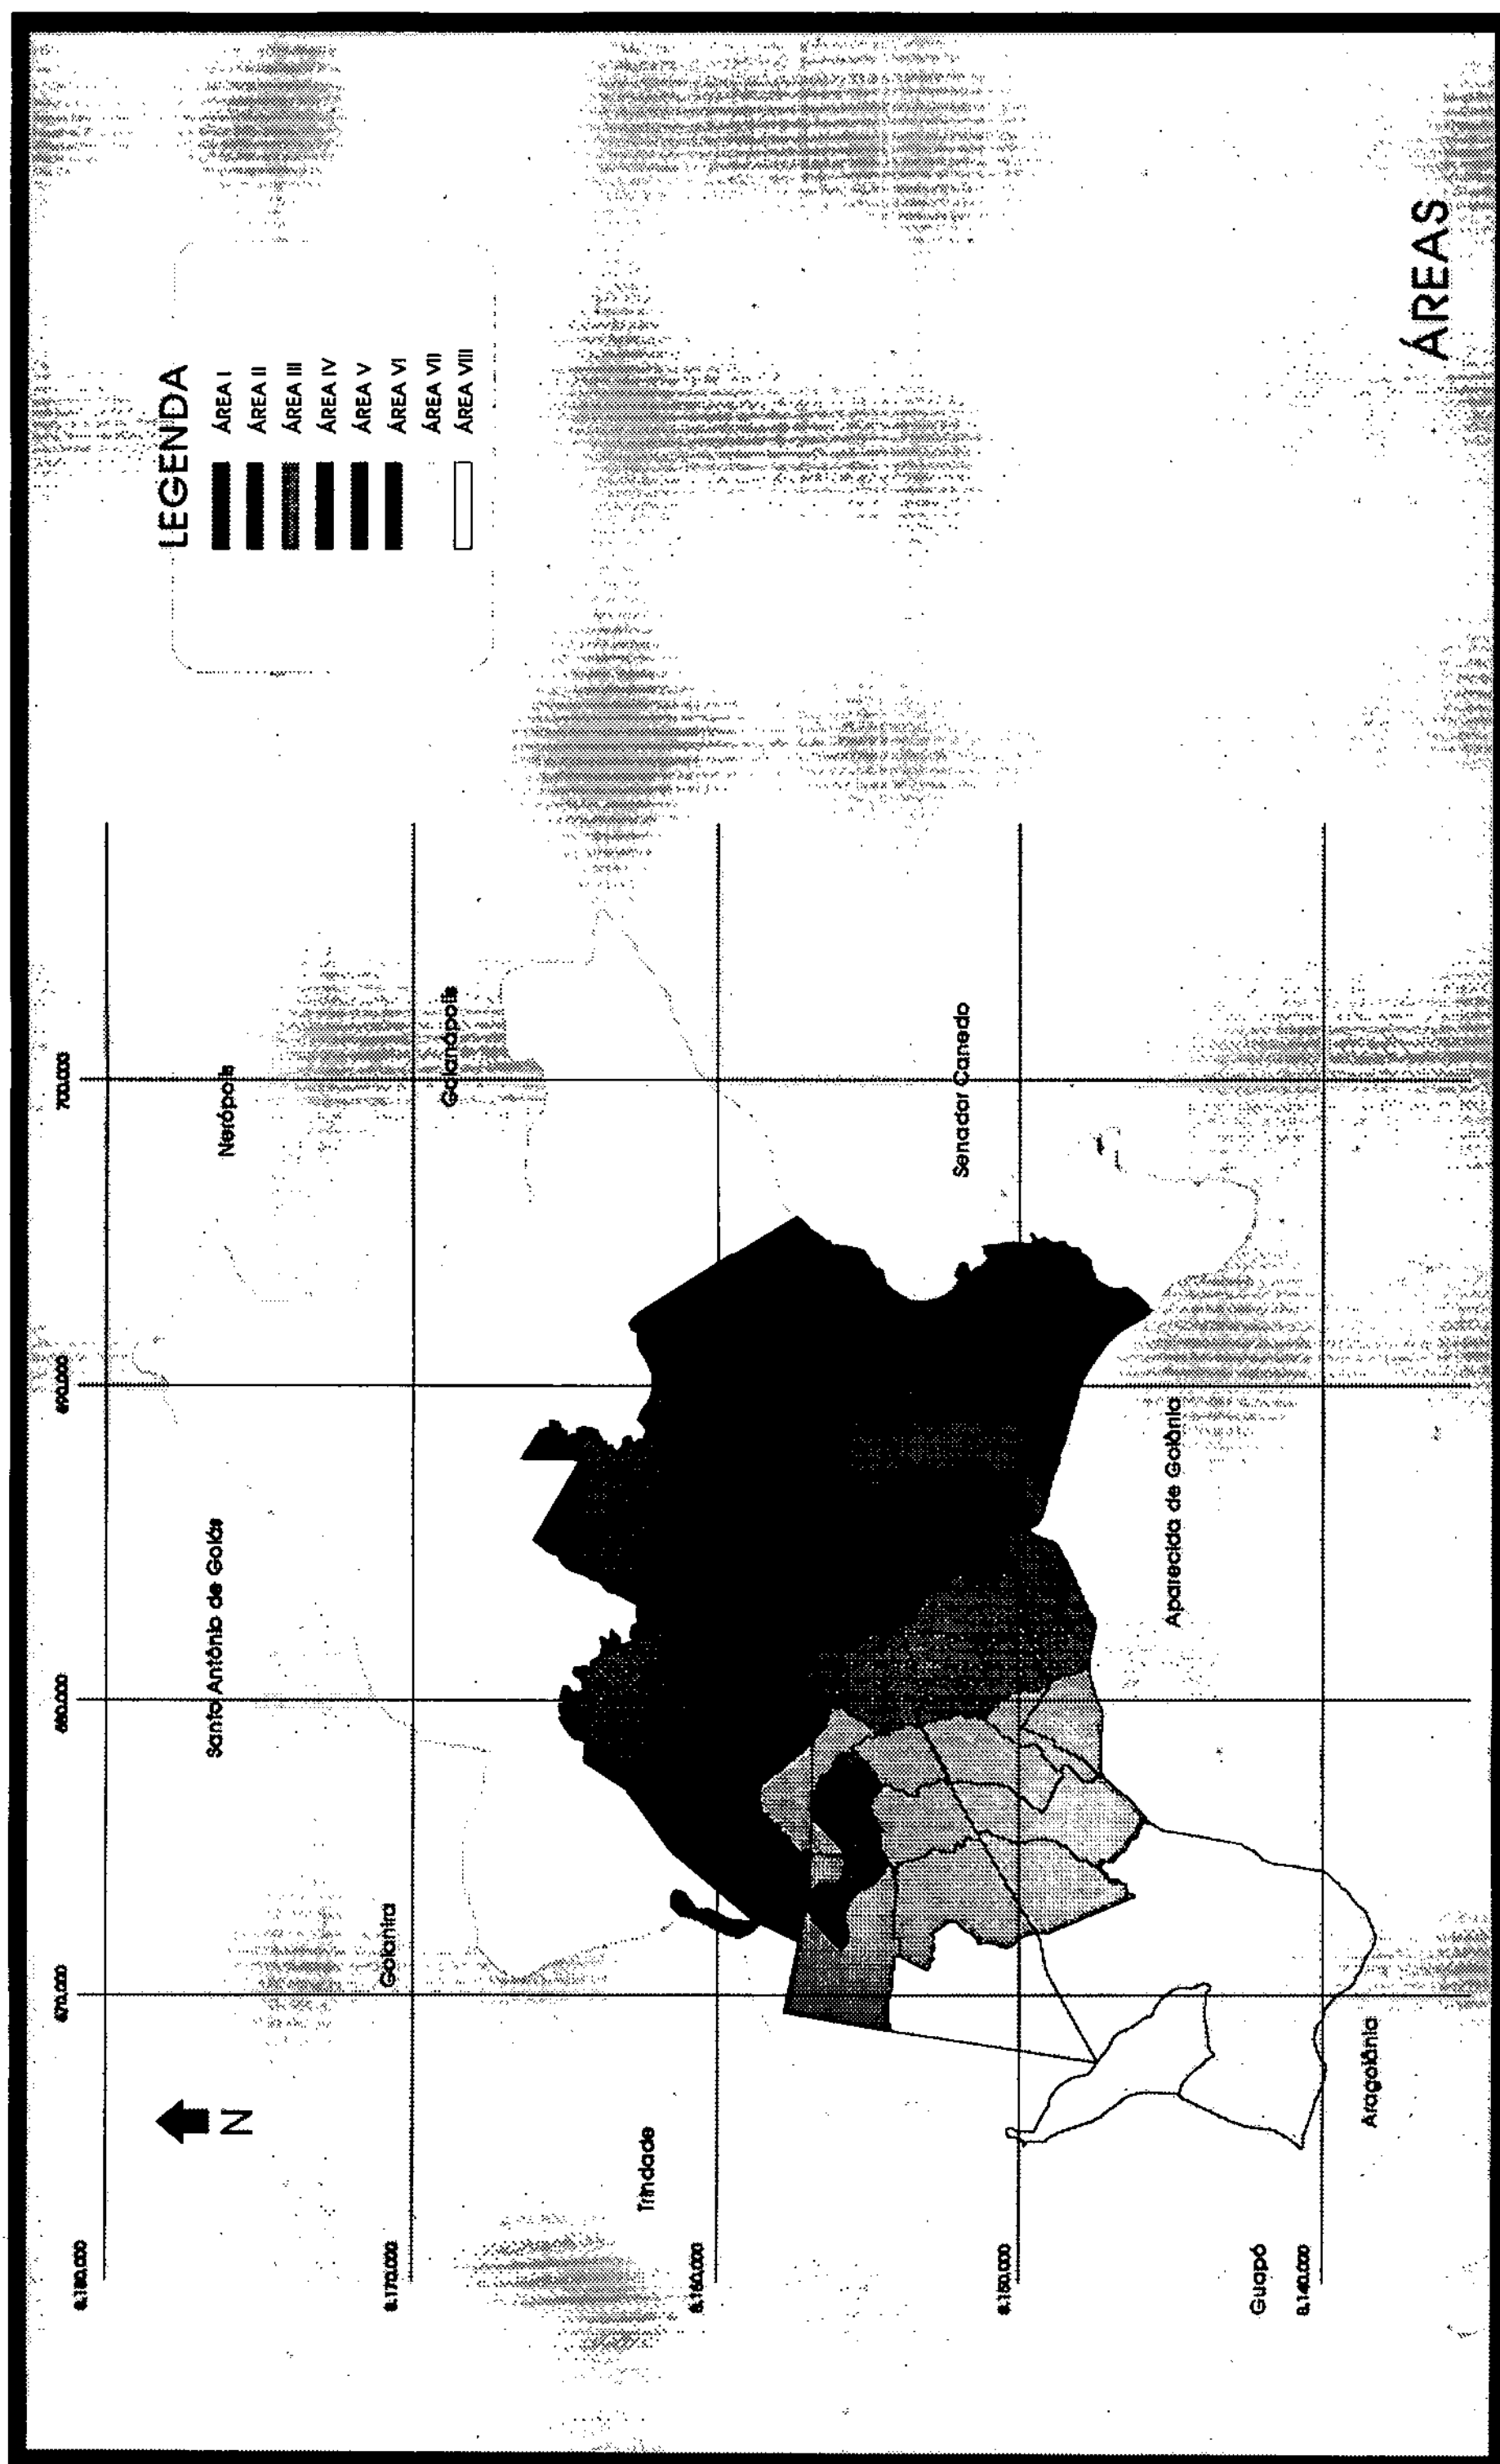 LEGENDA
ÁREA I
ÁREA II
ÁREA III
ÁREA IV
ÁREA V
ÁREA VI
ÁREA VII
ÁREA VIII
N
670.000
680.000
690.000
700.000
8.180.000
8.170.000
8.160.000
8.150.000
8.140.000
Santo Antônio de Goiás
Nerópolis
Goianira
Goianápolis
Trindade
Senador Canedo
Aparecida de Goiânia
Guapó
Aragoiânia
ÁREAS